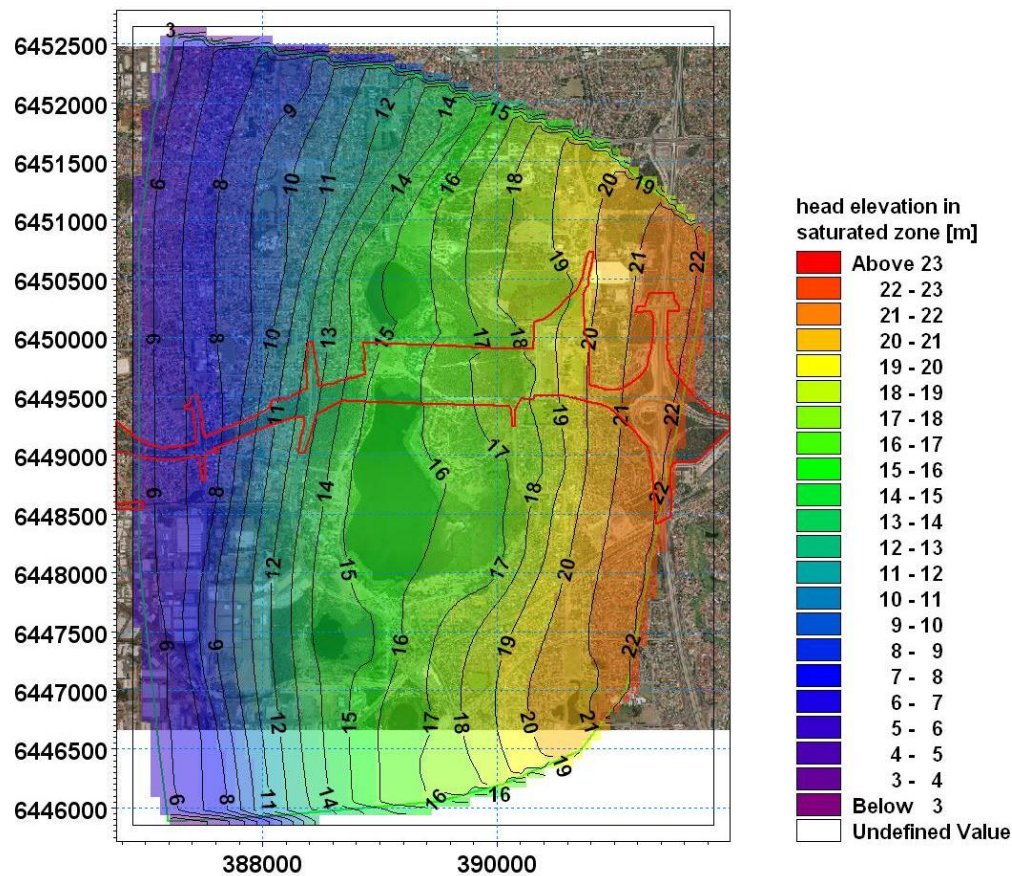 3
6452500
6452000
9 12 14 15
6451500
6 8 10 11 14 16 18 20 19
6451000
19 21 22
6450500
9 8 10 13 15 17 18 20
6450000
6449500
11 19 21 22
6449000
17
16
9 8 14 18 22
6448500
12 15 17 20
6448000
6447500
9 6 16 19 22
6447000
12 15 17 18 20 21
6446500
19
6 8 11 14 16 16
6446000
388000 390000
head elevation in
saturated zone [m]
Above 23
22 - 23
21 - 22
20 - 21
19 - 20
18 - 19
17 - 18
16 - 17
15 - 16
14 - 15
13 - 14
12 - 13
11 - 12
10 - 11
9 - 10
8 - 9
7 - 8
6 - 7
5 - 6
4 - 5
3 - 4
Below 3
Undefined Value